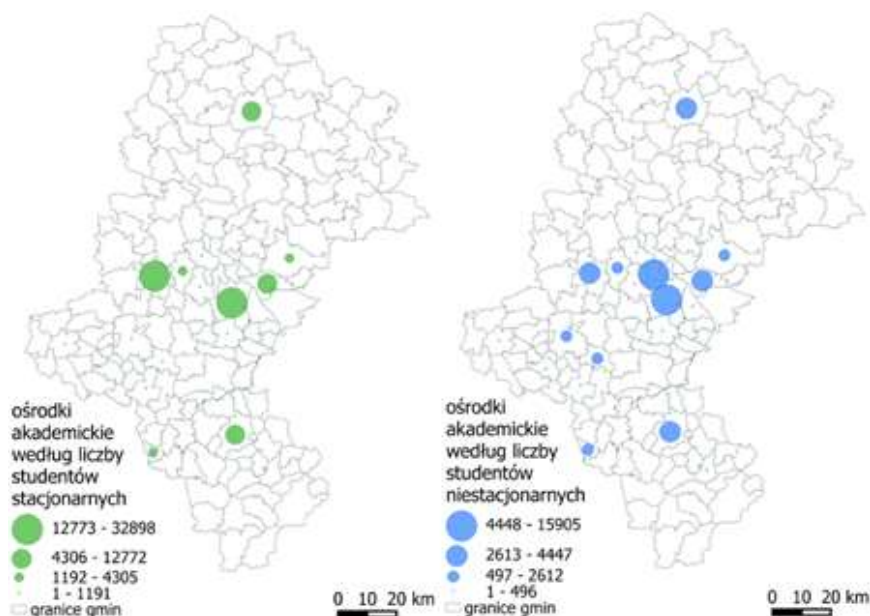 ośrodki
akademickie
według liczby
studentów
stacjonarnych
12773 - 32898
4306 - 12772
1192 - 4305
1 - 1191
granice gmin
0 10 20 km
ośrodki
akademickie
według liczby
studentów
niestacjonarnych
4448 - 15905
2613 - 4447
497 - 2612
1 - 496
granice gmin
0 10 20 km